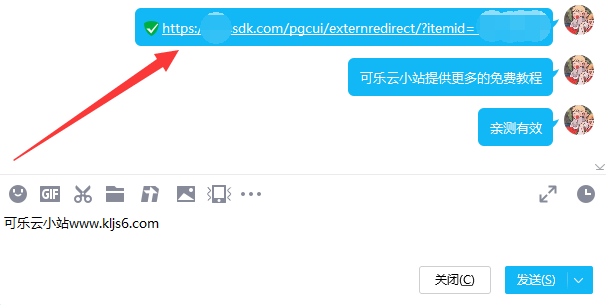 https:/ sdk.com/pgcui/externredirect/?itemid=
可乐云小站提供更多的免费教程
亲测有效
GIF
可乐云小站www.kljs6.com
关闭(C) 发送(S)